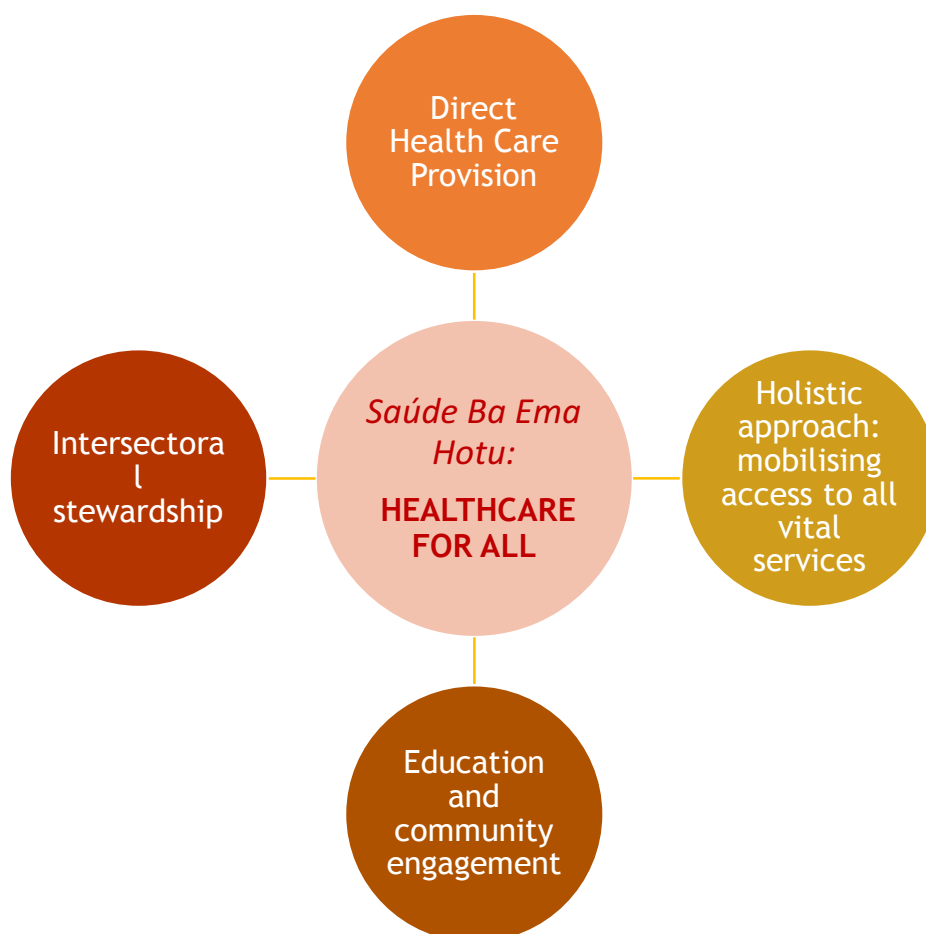 Direct
Health Care
Provision
Saúde Ba Ema
Hotu:
HEALTHCARE
FOR ALL
Holistic
approach:
mobilising
access to all
vital
services
Education
and
community
engagement
Intersectora
l
stewardship